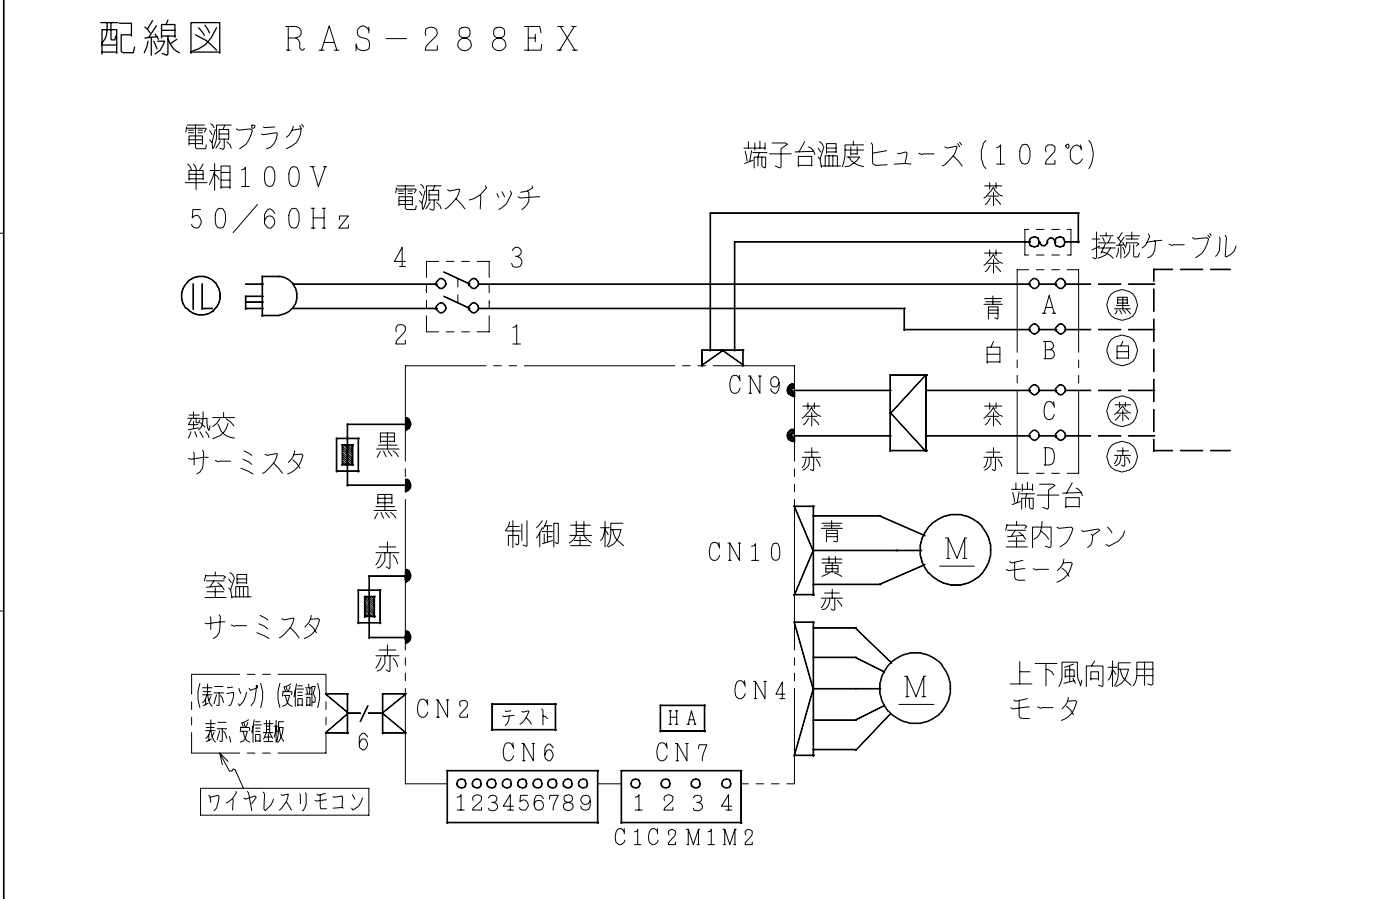 配線図　RAS-288EX
電源プラグ
単相100V
50/60Hz
電源スイッチ
端子台温度ヒューズ(102℃)
茶
接続ケーブル
4
3
茶
2
1
青
A
黒
白
B
白
CN9
茶
茶
C
茶
赤
赤
D
赤
端子台
熱交
サーミスタ
黒
黒
制御基板
CN10
青
黄
赤
室内ファン
モータ
M
赤
室温
サーミスタ
赤
CN4
M
上下風向板用
モータ
(表示ランプ) (受信部)
表示、受信基板
6
CN2
ワイヤレスリモコン
テスト
CN6
123456789
HA
CN7
1 2 3 4
C1C2M1M2